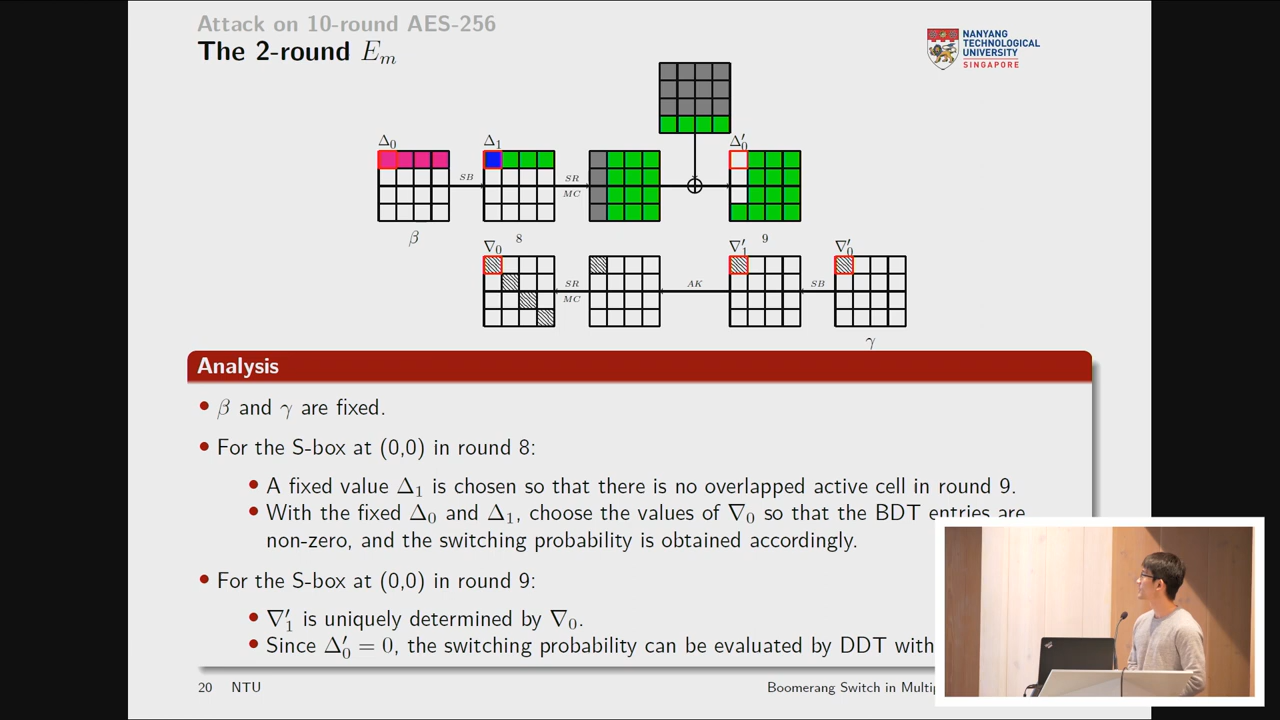 Attack on 10-round AES-256
The 2-round Eₘ
NANYANG
TECHNOLOGICAL
UNIVERSITY
SINGAPORE
Δ₀
Δ₁
Δ′₀
SB
SR
MC
β
8
9
∇₀
∇′₁
∇′₀
SR
MC
AK
SB
γ
Analysis
• β and γ are fixed.
• For the S-box at (0,0) in round 8:
• A fixed value Δ₁ is chosen so that there is no overlapped active cell in round 9.
• With the fixed Δ₀ and Δ₁, choose the values of ∇₀ so that the BDT entries are
non-zero, and the switching probability is obtained accordingly.
• For the S-box at (0,0) in round 9:
• ∇′₁ is uniquely determined by ∇₀.
• Since Δ′₀ = 0, the switching probability can be evaluated by DDT with
20 NTU
Boomerang Switch in